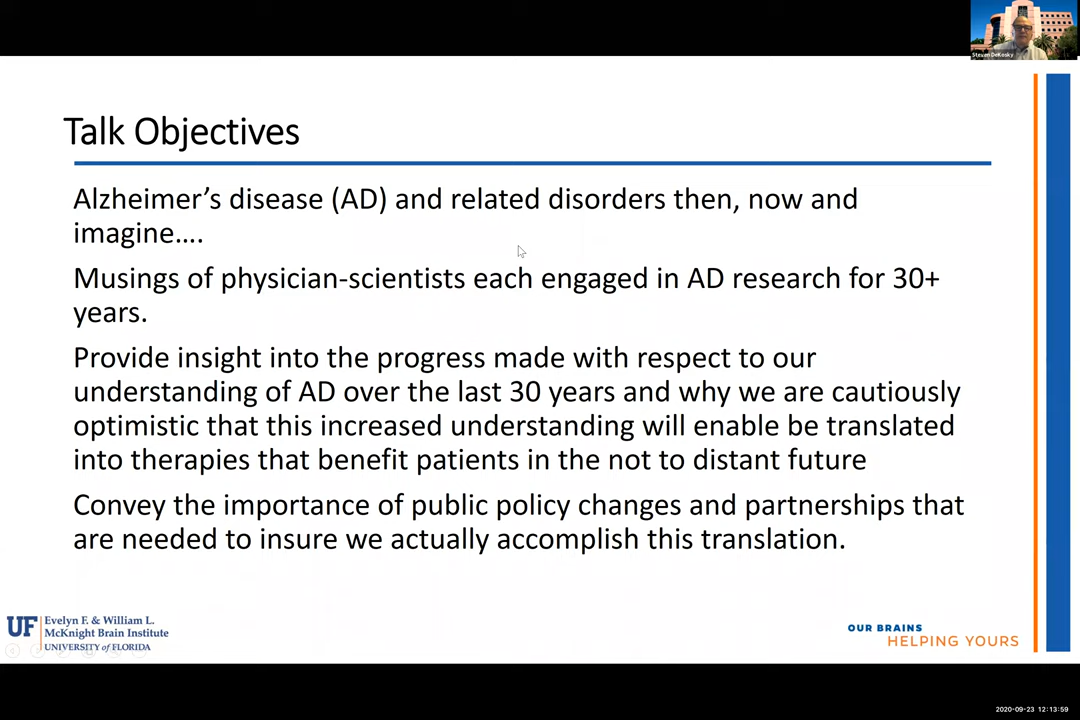 Steven DeKosky
Talk Objectives
Alzheimer’s disease (AD) and related disorders then, now and
imagine….
Musings of physician-scientists each engaged in AD research for 30+
years.
Provide insight into the progress made with respect to our
understanding of AD over the last 30 years and why we are cautiously
optimistic that this increased understanding will enable be translated
into therapies that benefit patients in the not to distant future
Convey the importance of public policy changes and partnerships that
are needed to insure we actually accomplish this translation.
UF
Evelyn F. & William L.
McKnight Brain Institute
UNIVERSITY of FLORIDA
OUR BRAINS
HELPING YOURS
2020-09-23 12:13:59